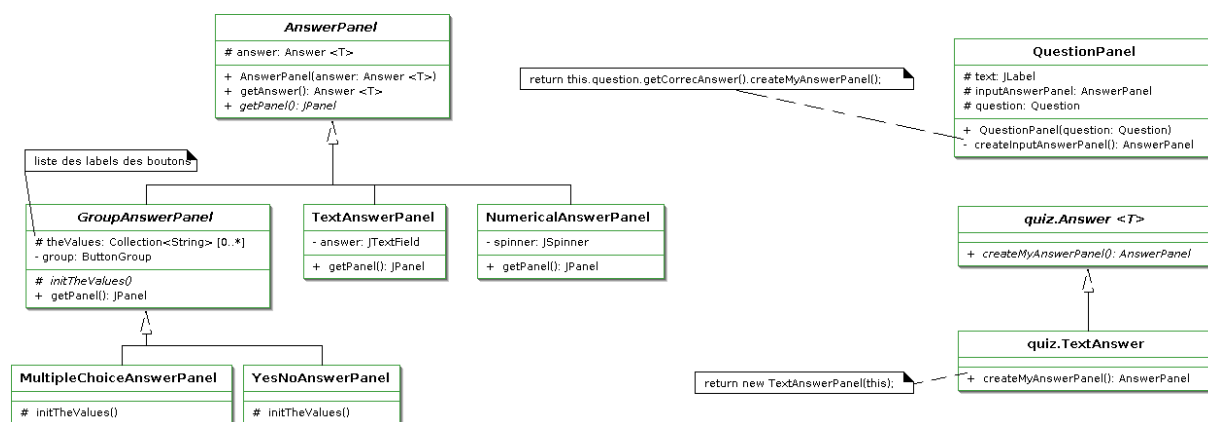 AnswerPanel
# answer: Answer <T>
+ AnswerPanel(answer: Answer <T>)
+ getAnswer(): Answer <T>
+ getPanel(): JPanel
return this.question.getCorrecAnswer().createMyAnswerPanel();
QuestionPanel
# text: JLabel
# inputAnswerPanel: AnswerPanel
# question: Question
+ QuestionPanel(question: Question)
- createInputAnswerPanel(): AnswerPanel
liste des labels des boutons
GroupAnswerPanel
# theValues: Collection<String> [0..*]
- group: ButtonGroup
# initTheValues()
+ getPanel(): JPanel
TextAnswerPanel
- answer: JTextField
+ getPanel(): JPanel
NumericalAnswerPanel
- spinner: JSpinner
+ getPanel(): JPanel
quiz.Answer <T>
+ createMyAnswerPanel(): AnswerPanel
MultipleChoiceAnswerPanel
# initTheValues()
YesNoAnswerPanel
# initTheValues()
return new TextAnswerPanel(this);
quiz.TextAnswer
+ createMyAnswerPanel(): AnswerPanel